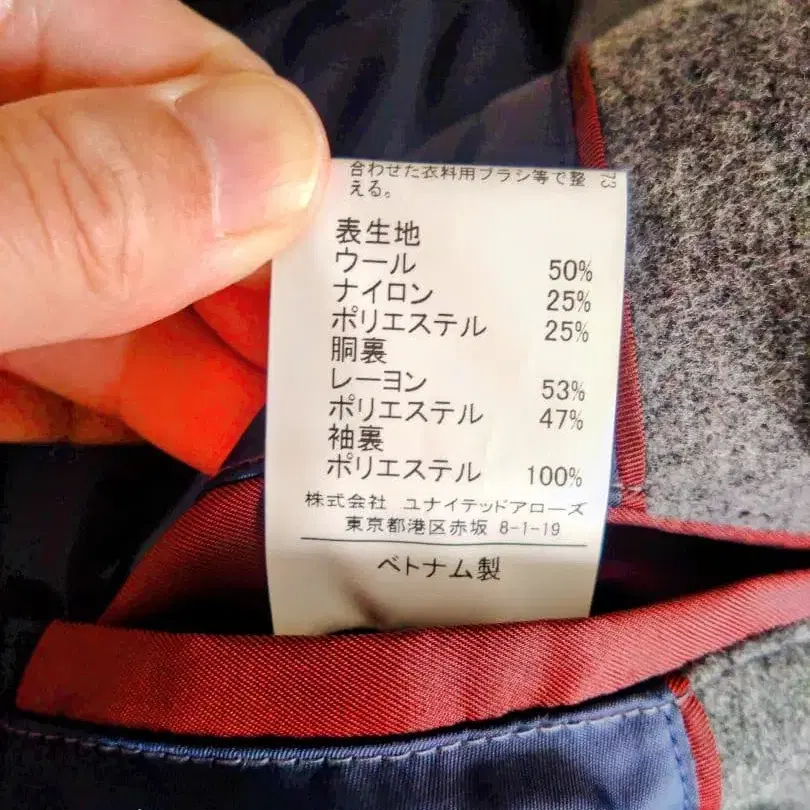 合わせた衣料用ブラシ等で整
える。
73
表生地
ウール 50%
ナイロン 25%
ポリエステル 25%
胴裏
レーヨン 53%
ポリエステル 47%
袖裏
ポリエステル 100%
株式会社 ユナイテッドアローズ
東京都港区赤坂 8-1-19
ベトナム製